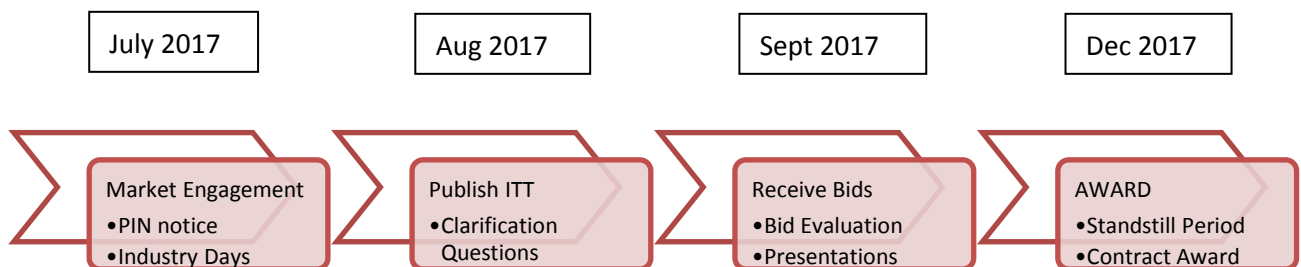 July 2017
Aug 2017
Sept 2017
Dec 2017
Market Engagement
•PIN notice
•Industry Days
Publish ITT
•Clarification
Questions
Receive Bids
•Bid Evaluation
•Presentations
AWARD
•Standstill Period
•Contract Award